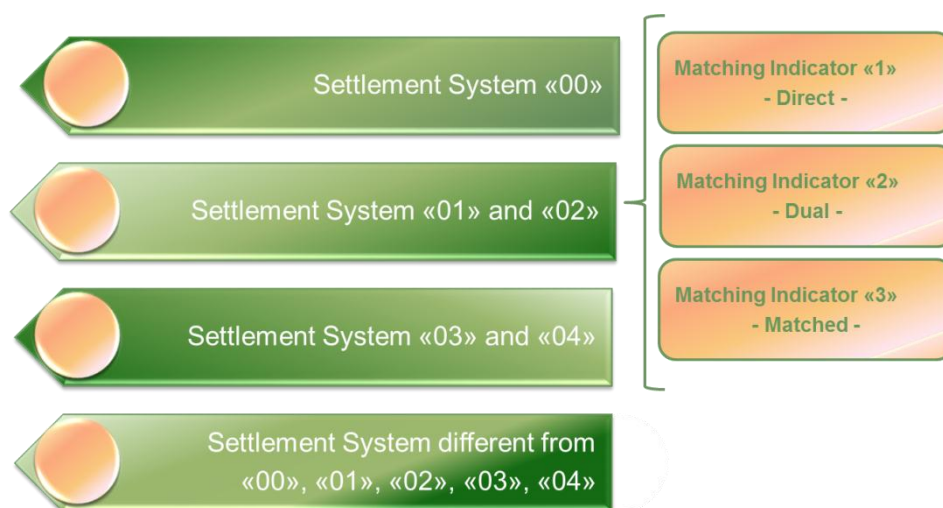 Settlement System «00»
Settlement System «01» and «02»
Settlement System «03» and «04»
Settlement System different from
«00», «01», «02», «03», «04»
Matching Indicator «1»
- Direct -
Matching Indicator «2»
- Dual -
Matching Indicator «3»
- Matched -